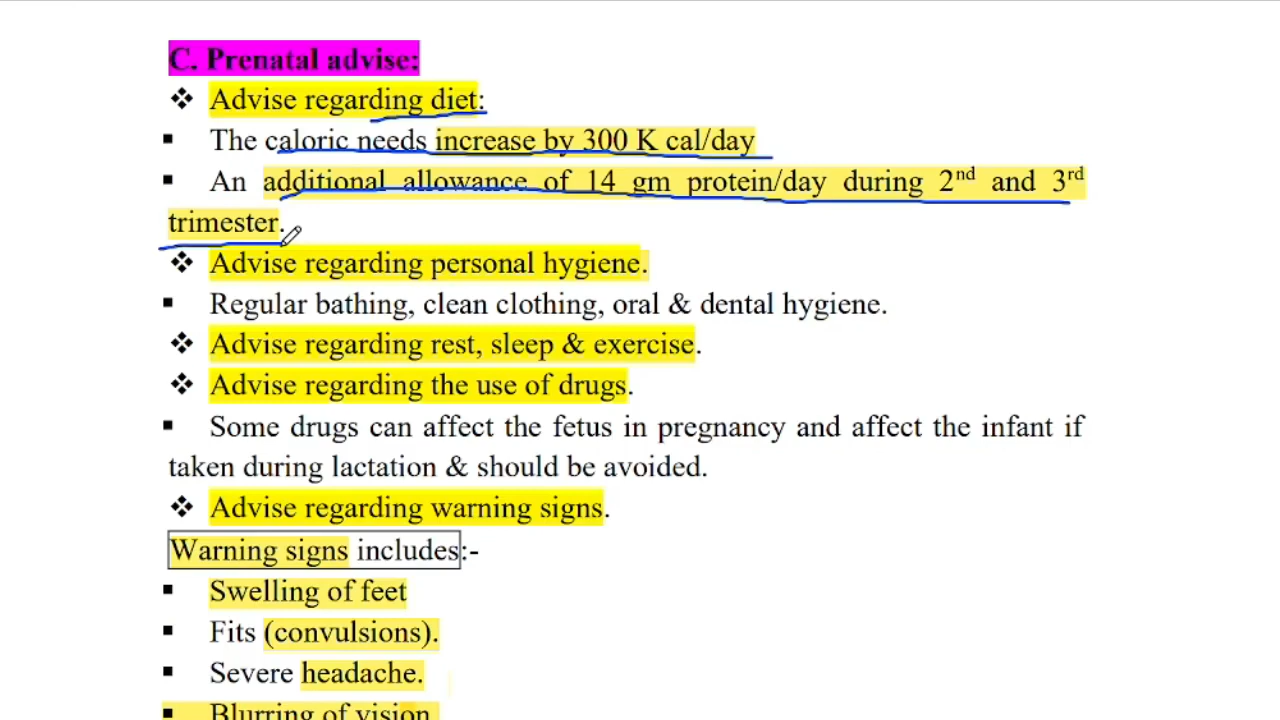 C. Prenatal advise:
❖ Advise regarding diet:
▪ The caloric needs increase by 300 K cal/day
▪ An additional allowance of 14 gm protein/day during 2nd and 3rd
trimester.
❖ Advise regarding personal hygiene.
▪ Regular bathing, clean clothing, oral & dental hygiene.
❖ Advise regarding rest, sleep & exercise.
❖ Advise regarding the use of drugs.
▪ Some drugs can affect the fetus in pregnancy and affect the infant if
taken during lactation & should be avoided.
❖ Advise regarding warning signs.
Warning signs includes:-
▪ Swelling of feet
▪ Fits (convulsions).
▪ Severe headache.
▪ Blurring of vision